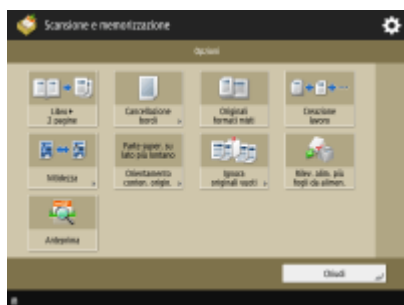 Scansione e memorizzazione
Opzioni
Libro ▸
2 pagine
Cancellazione
bordi
Originali
formati misti
Creazione
lavoro
Nitidezza
Parte super. su
lato più lontano
Orientamento
conten. origin.
Ignora
originali vuoti
Rilev. alim. più
fogli da alimen.
Anteprima
Chiudi